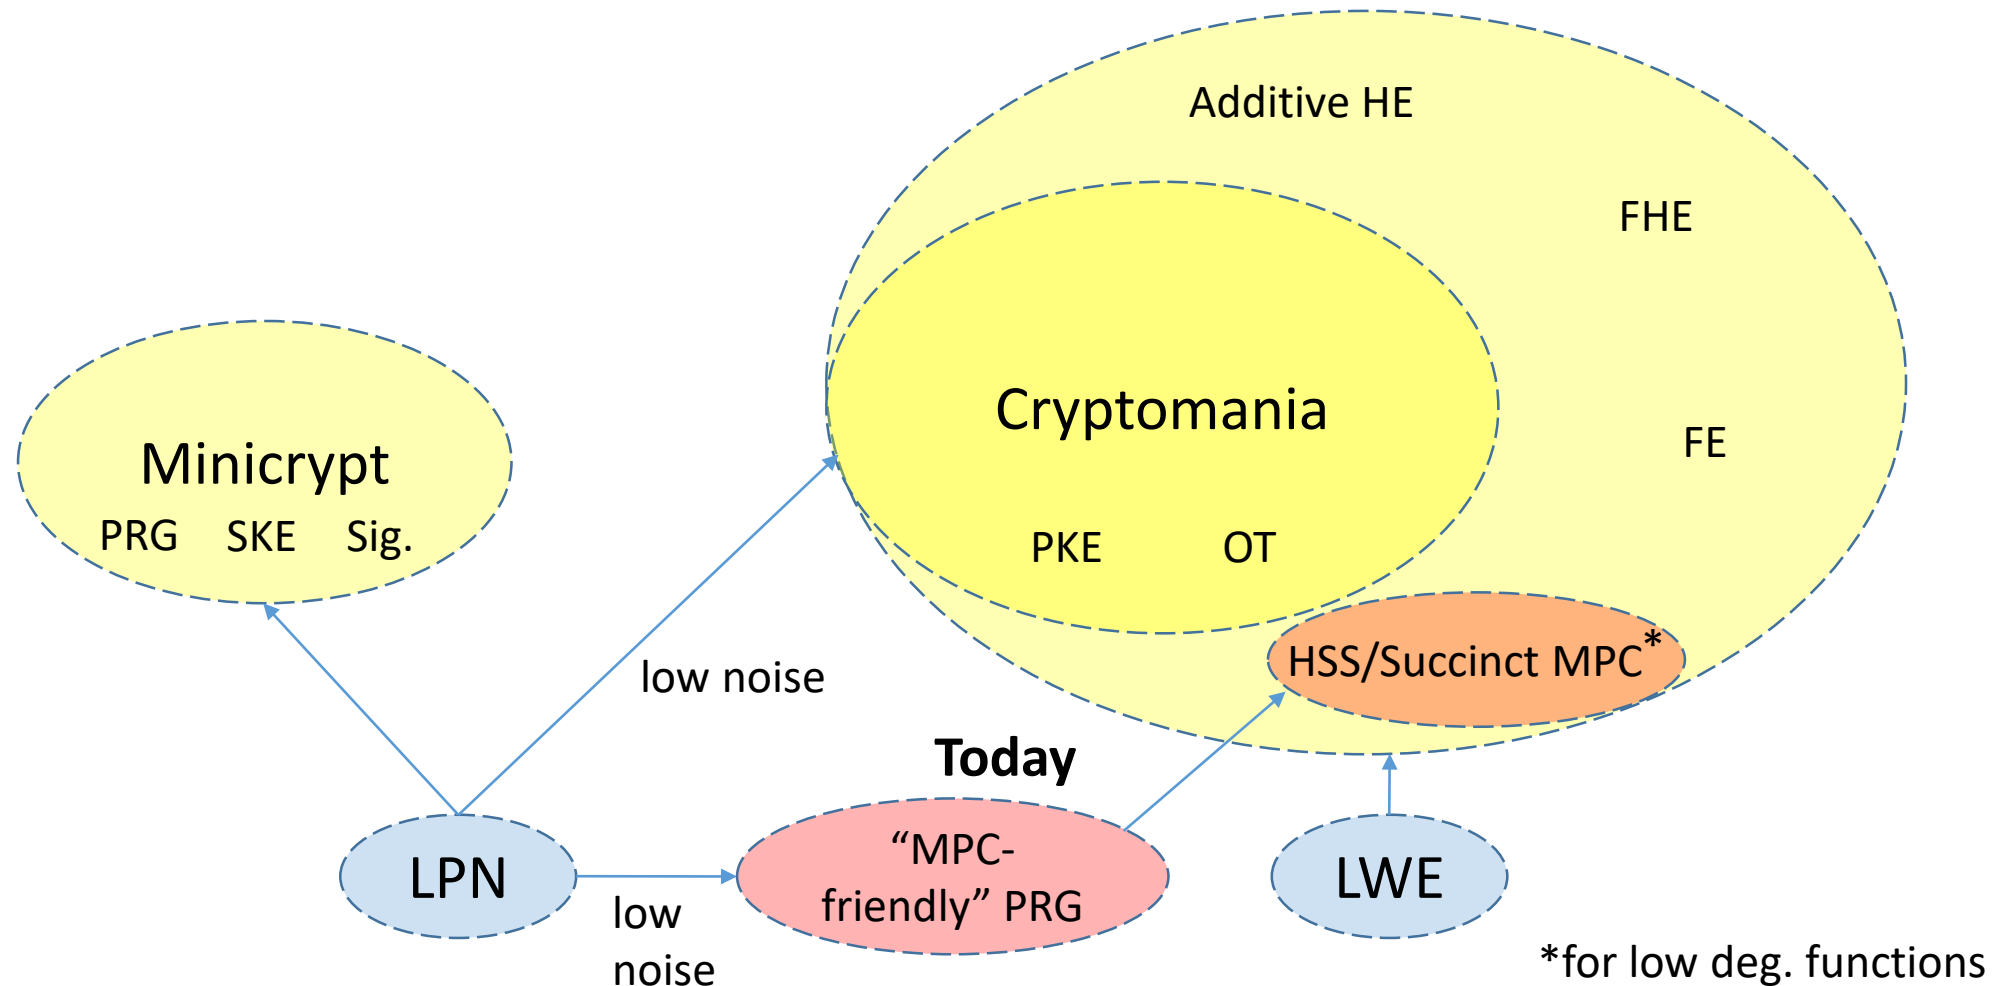 Additive HE
FHE
Cryptomania
FE
Minicrypt
PRG SKE Sig.
PKE OT
low noise
HSS/Succinct MPC*
Today
LPN
low
noise
“MPC-
friendly” PRG
LWE
*for low deg. functions